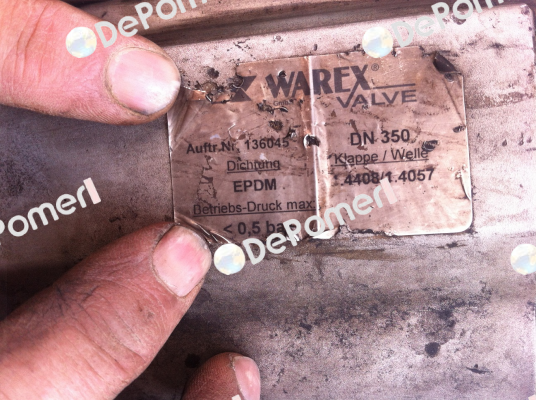 WAREX®
VALVE
Auftr.Nr. 136045
Dichtung
EPDM
Betriebs-Druck max.
< 0,5 ba
DN 350
Klappe / Welle
.4408/1.4057
DePomerl
DePomerl
DePomerl
DePomerl